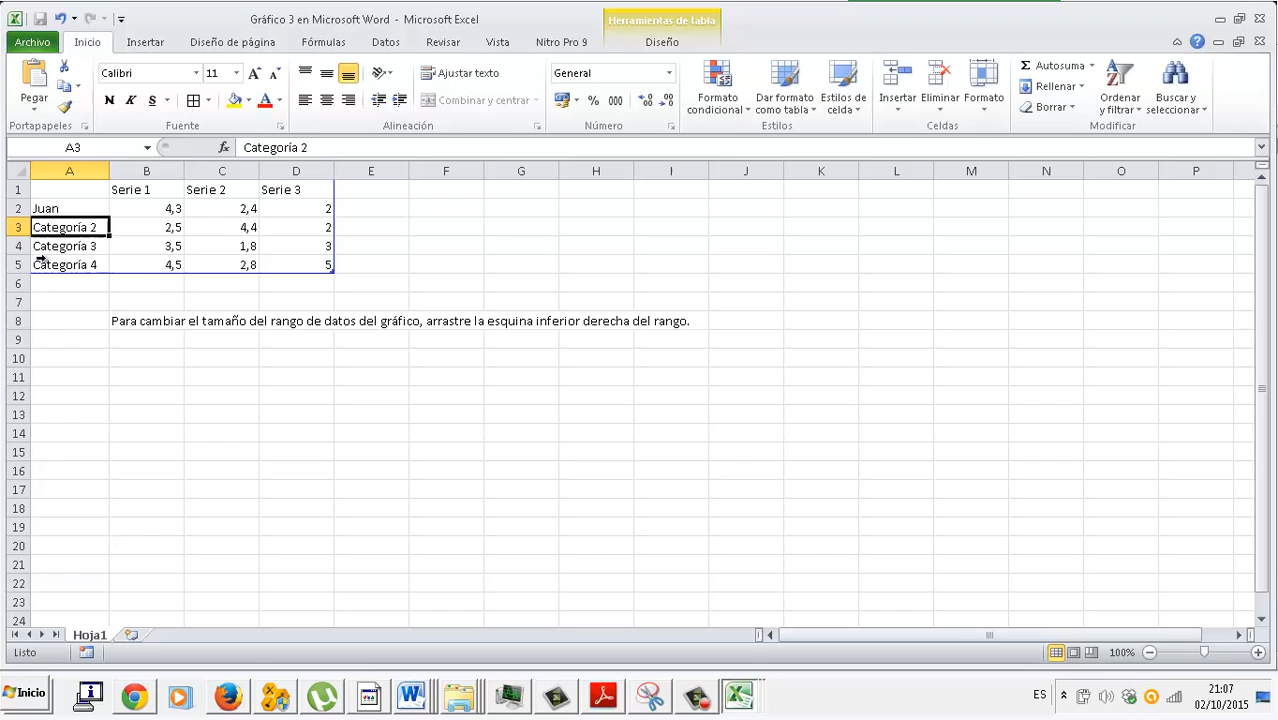 Gráfico 3 en Microsoft Word - Microsoft Excel
Herramientas de tabla
Archivo Inicio Insertar Diseño de página Fórmulas Datos Revisar Vista Nitro Pro 9 Diseño
Pegar
Calibri 11
N K S
A A A
Ajustar texto
Combinar y centrar
General
% 000
Formato condicional
Dar formato como tabla
Estilos de celda
Insertar Eliminar Formato
Σ Autosuma
Rellenar
Borrar
Ordenar y filtrar
Buscar y seleccionar
Portapapeles Fuente Alineación Número Estilos Celdas Modificar
A3 fx Categoría 2
A B C D E F G H I J K L M N O P
1 Serie 1 Serie 2 Serie 3
2 Juan 4,3 2,4 2
3 Categoría 2 2,5 4,4 2
4 Categoría 3 3,5 1,8 3
5 Categoría 4 4,5 2,8 5
6
7
8 Para cambiar el tamaño del rango de datos del gráfico, arrastre la esquina inferior derecha del rango.
9
10
11
12
13
14
15
16
17
18
19
20
21
22
23
24
Hoja1
Listo 100%
Inicio ES 21:07
02/10/2015